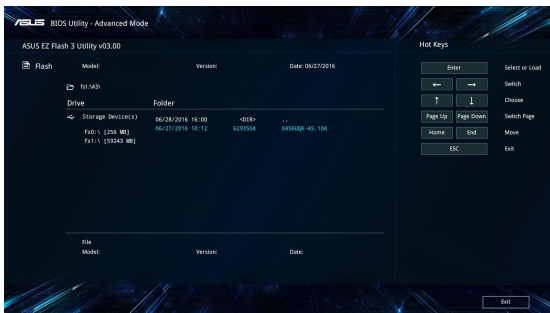 ASUS BIOS Utility - Advanced Mode
ASUS EZ Flash 3 Utility v03.00
Hot Keys
Flash
Model: Version: Date: 06/27/2016
fs1:\AS\
Drive Folder
Storage Device(s)
fs0:\ [256 MB]
fs1:\ [59243 MB]
06/28/2016 16:00 <DIR> ..
06/27/2016 10:12 6293504 X456UQK-AS.104
File
Model: Version: Date:
Enter Select or Load
← → Switch
↑ ↓ Choose
Page Up Page Down Switch Page
Home End Move
ESC Exit
Exit